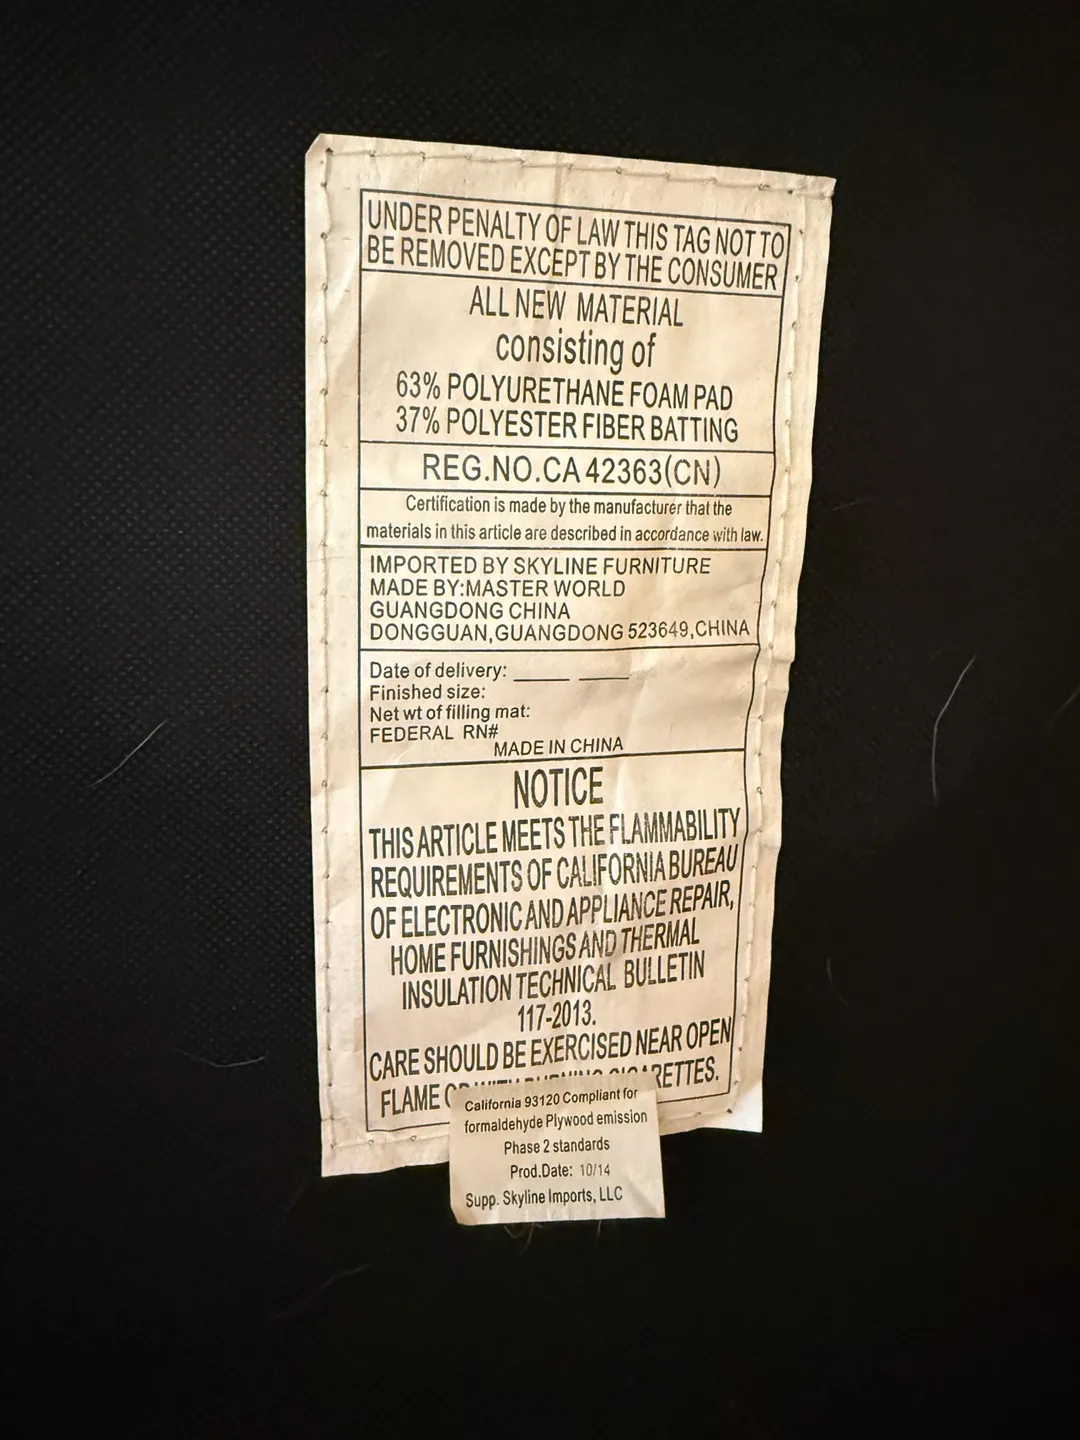 UNDER PENALTY OF LAW THIS TAG NOT TO
BE REMOVED EXCEPT BY THE CONSUMER
ALL NEW MATERIAL
consisting of
63% POLYURETHANE FOAM PAD
37% POLYESTER FIBER BATTING
REG.NO.CA 42363(CN)
Certification is made by the manufacturer that the
materials in this article are described in accordance with law.
IMPORTED BY SKYLINE FURNITURE
MADE BY:MASTER WORLD
GUANGDONG CHINA
DONGGUAN,GUANGDONG 523649,CHINA
Date of delivery: _____ _____
Finished size:
Net wt of filling mat:
FEDERAL RN#
MADE IN CHINA
NOTICE
THIS ARTICLE MEETS THE FLAMMABILITY
REQUIREMENTS OF CALIFORNIA BUREAU
OF ELECTRONIC AND APPLIANCE REPAIR,
HOME FURNISHINGS AND THERMAL
INSULATION TECHNICAL BULLETIN
117-2013.
CARE SHOULD BE EXERCISED NEAR OPEN
FLAME OR WITH BURNING CIGARETTES.
California 93120 Compliant for
formaldehyde Plywood emission
Phase 2 standards
Prod.Date: 10/14
Supp. Skyline Imports, LLC